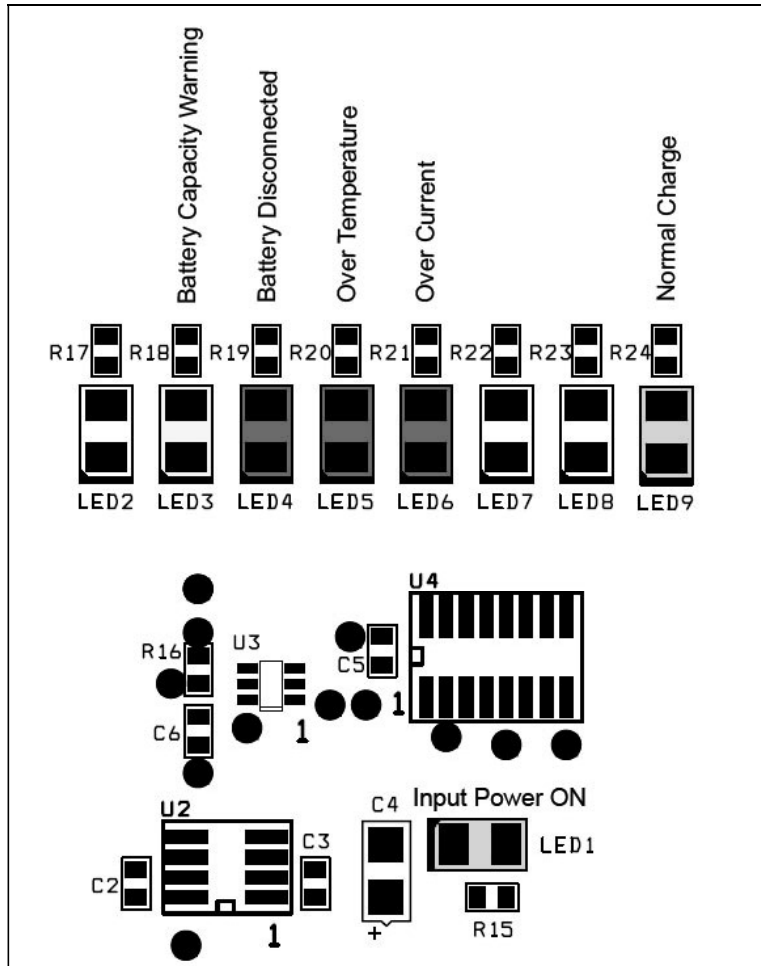 Battery Capacity Warning
Battery Disconnected
Over Temperature
Over Current
Normal Charge
R17 R18 R19 R20 R21 R22 R23 R24
LED2 LED3 LED4 LED5 LED6 LED7 LED8 LED9
U4
R16 U3 C5
C6 1 1
U2 C4 Input Power ON
C3 LED1
C2
1 + R15